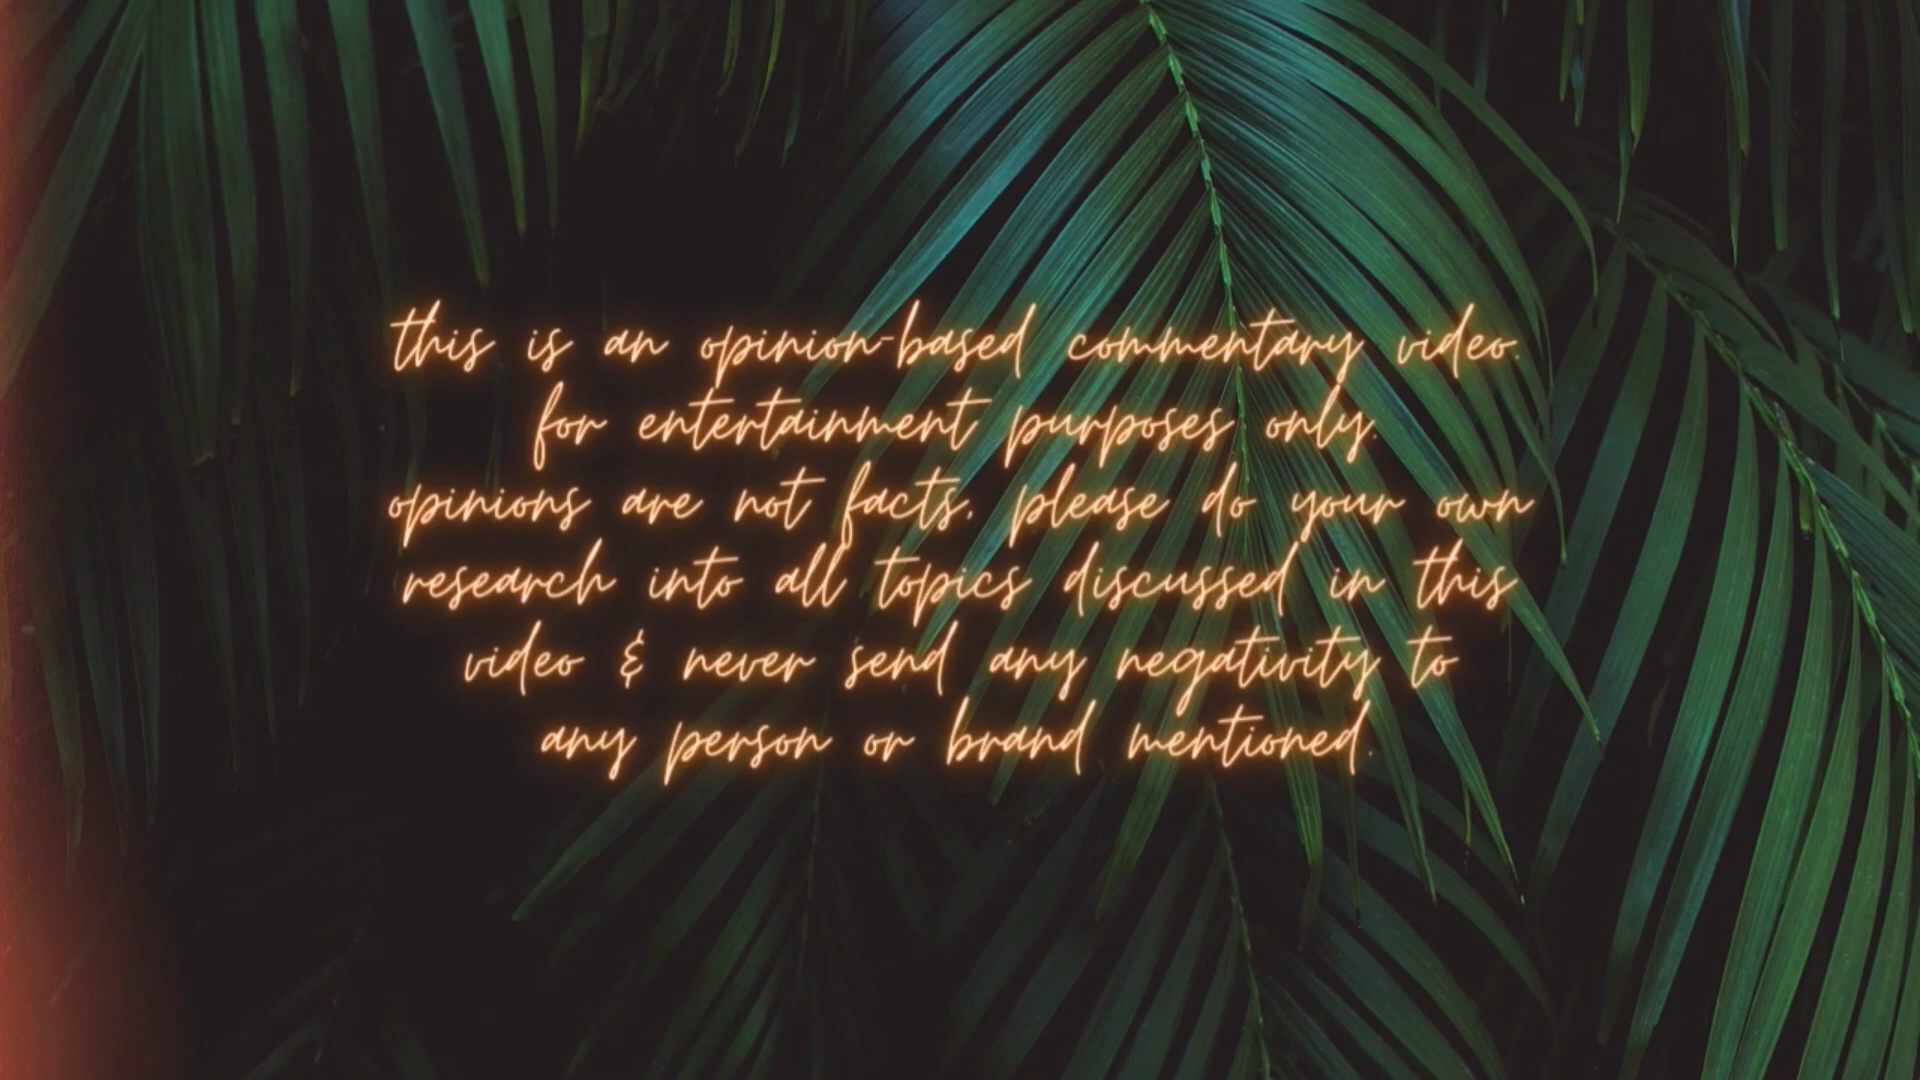 this is an opinion-based commentary video.
for entertainment purposes only.
opinions are not facts, please do your own
research into all topics discussed in this
video & never send any negativity to
any person or brand mentioned.